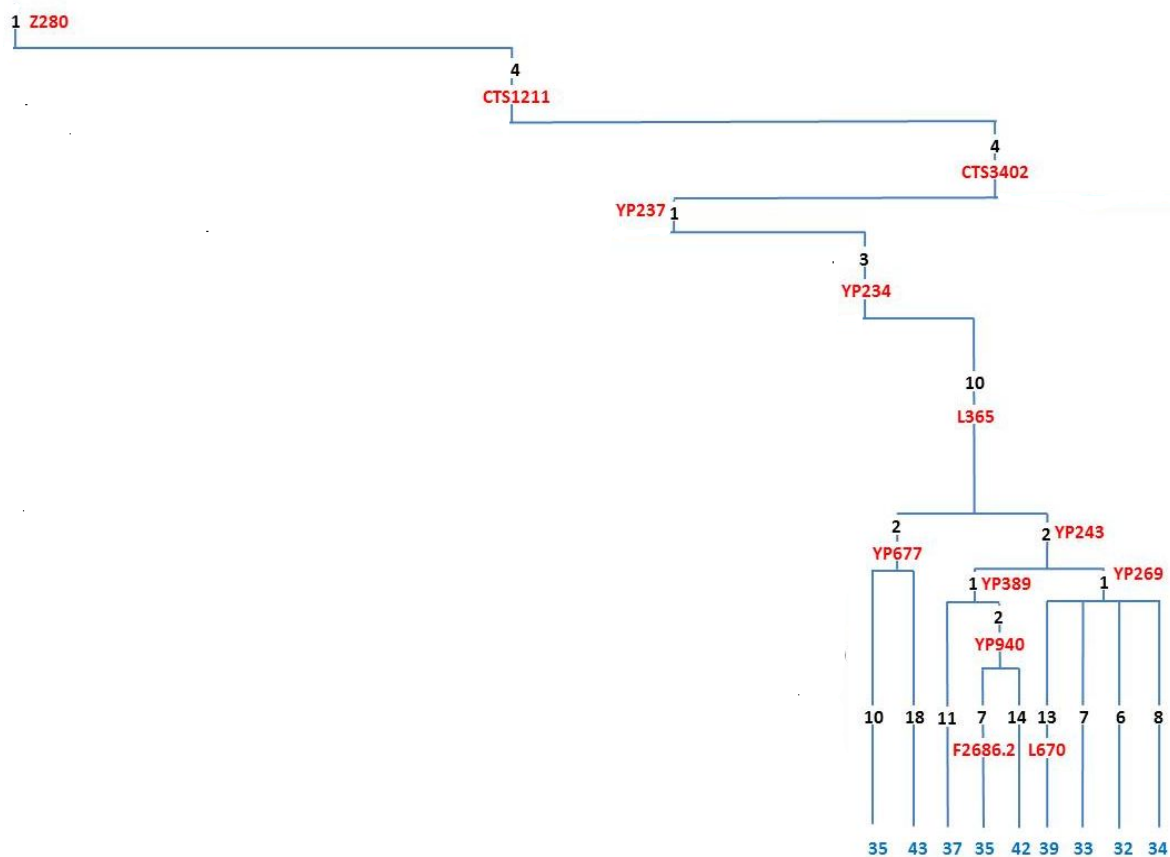 1 Z280
4
CTS1211
4
CTS3402
YP237 1
3
YP234
10
L365
2 2 YP243
YP677
1 YP389 1 YP269
2
YP940
10 18 11 7 14 13 7 6 8
F2686.2 L670
35 43 37 35 42 39 33 32 34